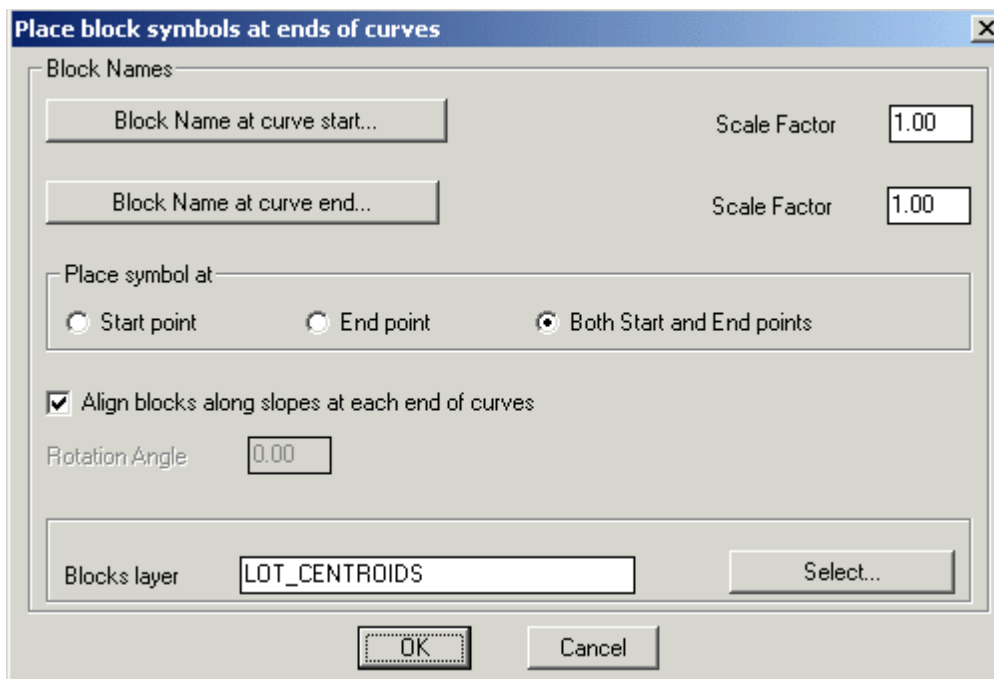 Place block symbols at ends of curves
Block Names
Block Name at curve start... Scale Factor 1.00
Block Name at curve end... Scale Factor 1.00
Place symbol at
Start point End point Both Start and End points
Align blocks along slopes at each end of curves
Rotation Angle 0.00
Blocks layer LOT_CENTROIDS Select...
OK Cancel